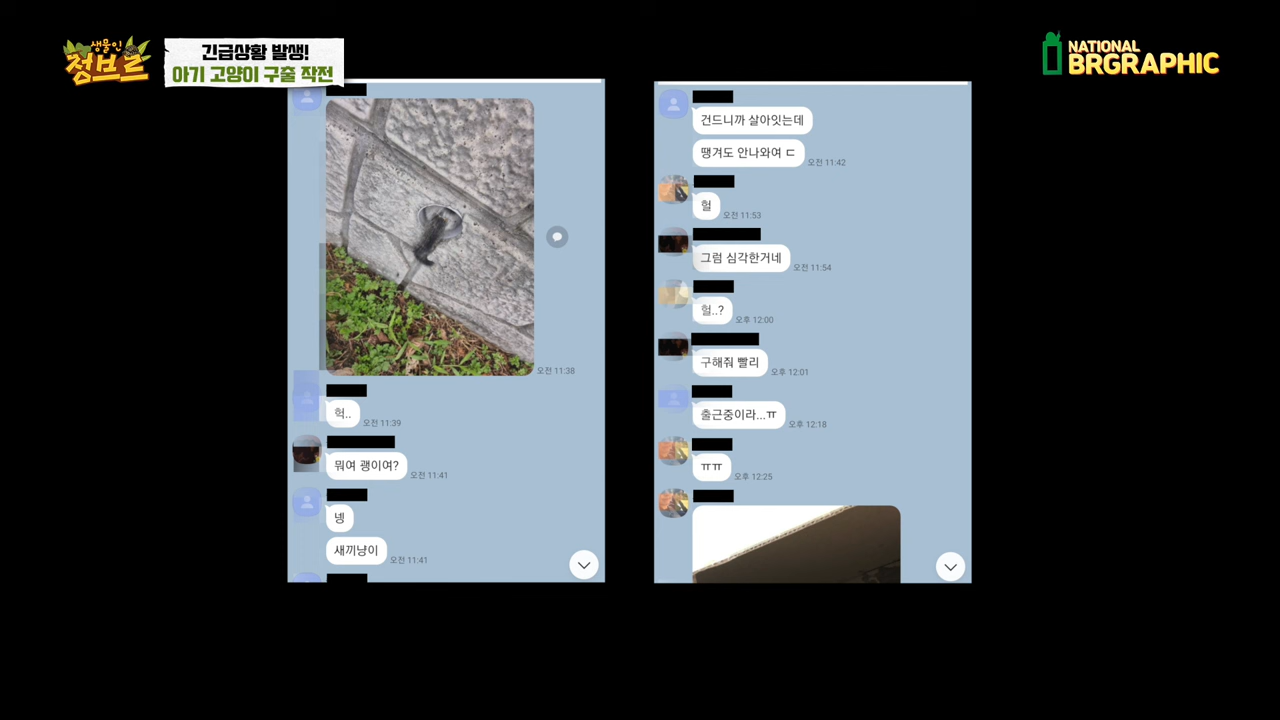 생물인
정브르
긴급상황 발생!
아기 고양이 구출 작전
NATIONAL
BRGRAPHIC
오전 11:38
헉..
오전 11:39
뭐여 괭이여?
오전 11:41
넹
새끼냥이
오전 11:41
건드니까 살아잇는데
땡겨도 안나와여 ㄷ
오전 11:42
헐
오전 11:53
그럼 심각한거네
오전 11:54
헐..?
오후 12:00
구해줘 빨리
오후 12:01
출근중이라...ㅠ
오후 12:18
ㅠㅠ
오후 12:25